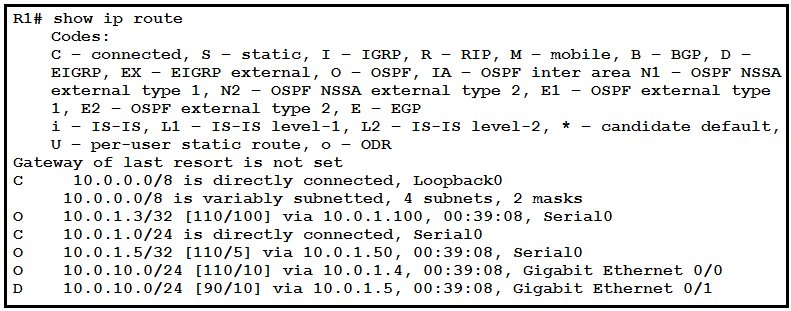 R1# show ip route
Codes:
C – connected, S – static, I – IGRP, R – RIP, M – mobile, B – BGP, D –
EIGRP, EX – EIGRP external, O – OSPF, IA – OSPF inter area N1 – OSPF NSSA
external type 1, N2 – OSPF NSSA external type 2, E1 – OSPF external type
1, E2 – OSPF external type 2, E – EGP
i – IS-IS, L1 – IS-IS level-1, L2 – IS-IS level-2, * – candidate default,
U – per-user static route, o – ODR
Gateway of last resort is not set
C 10.0.0.0/8 is directly connected, Loopback0
10.0.0.0/8 is variably subnetted, 4 subnets, 2 masks
O 10.0.1.3/32 [110/100] via 10.0.1.100, 00:39:08, Serial0
C 10.0.1.0/24 is directly connected, Serial0
O 10.0.1.5/32 [110/5] via 10.0.1.50, 00:39:08, Serial0
O 10.0.10.0/24 [110/10] via 10.0.1.4, 00:39:08, Gigabit Ethernet 0/0
D 10.0.10.0/24 [90/10] via 10.0.1.5, 00:39:08, Gigabit Ethernet 0/1